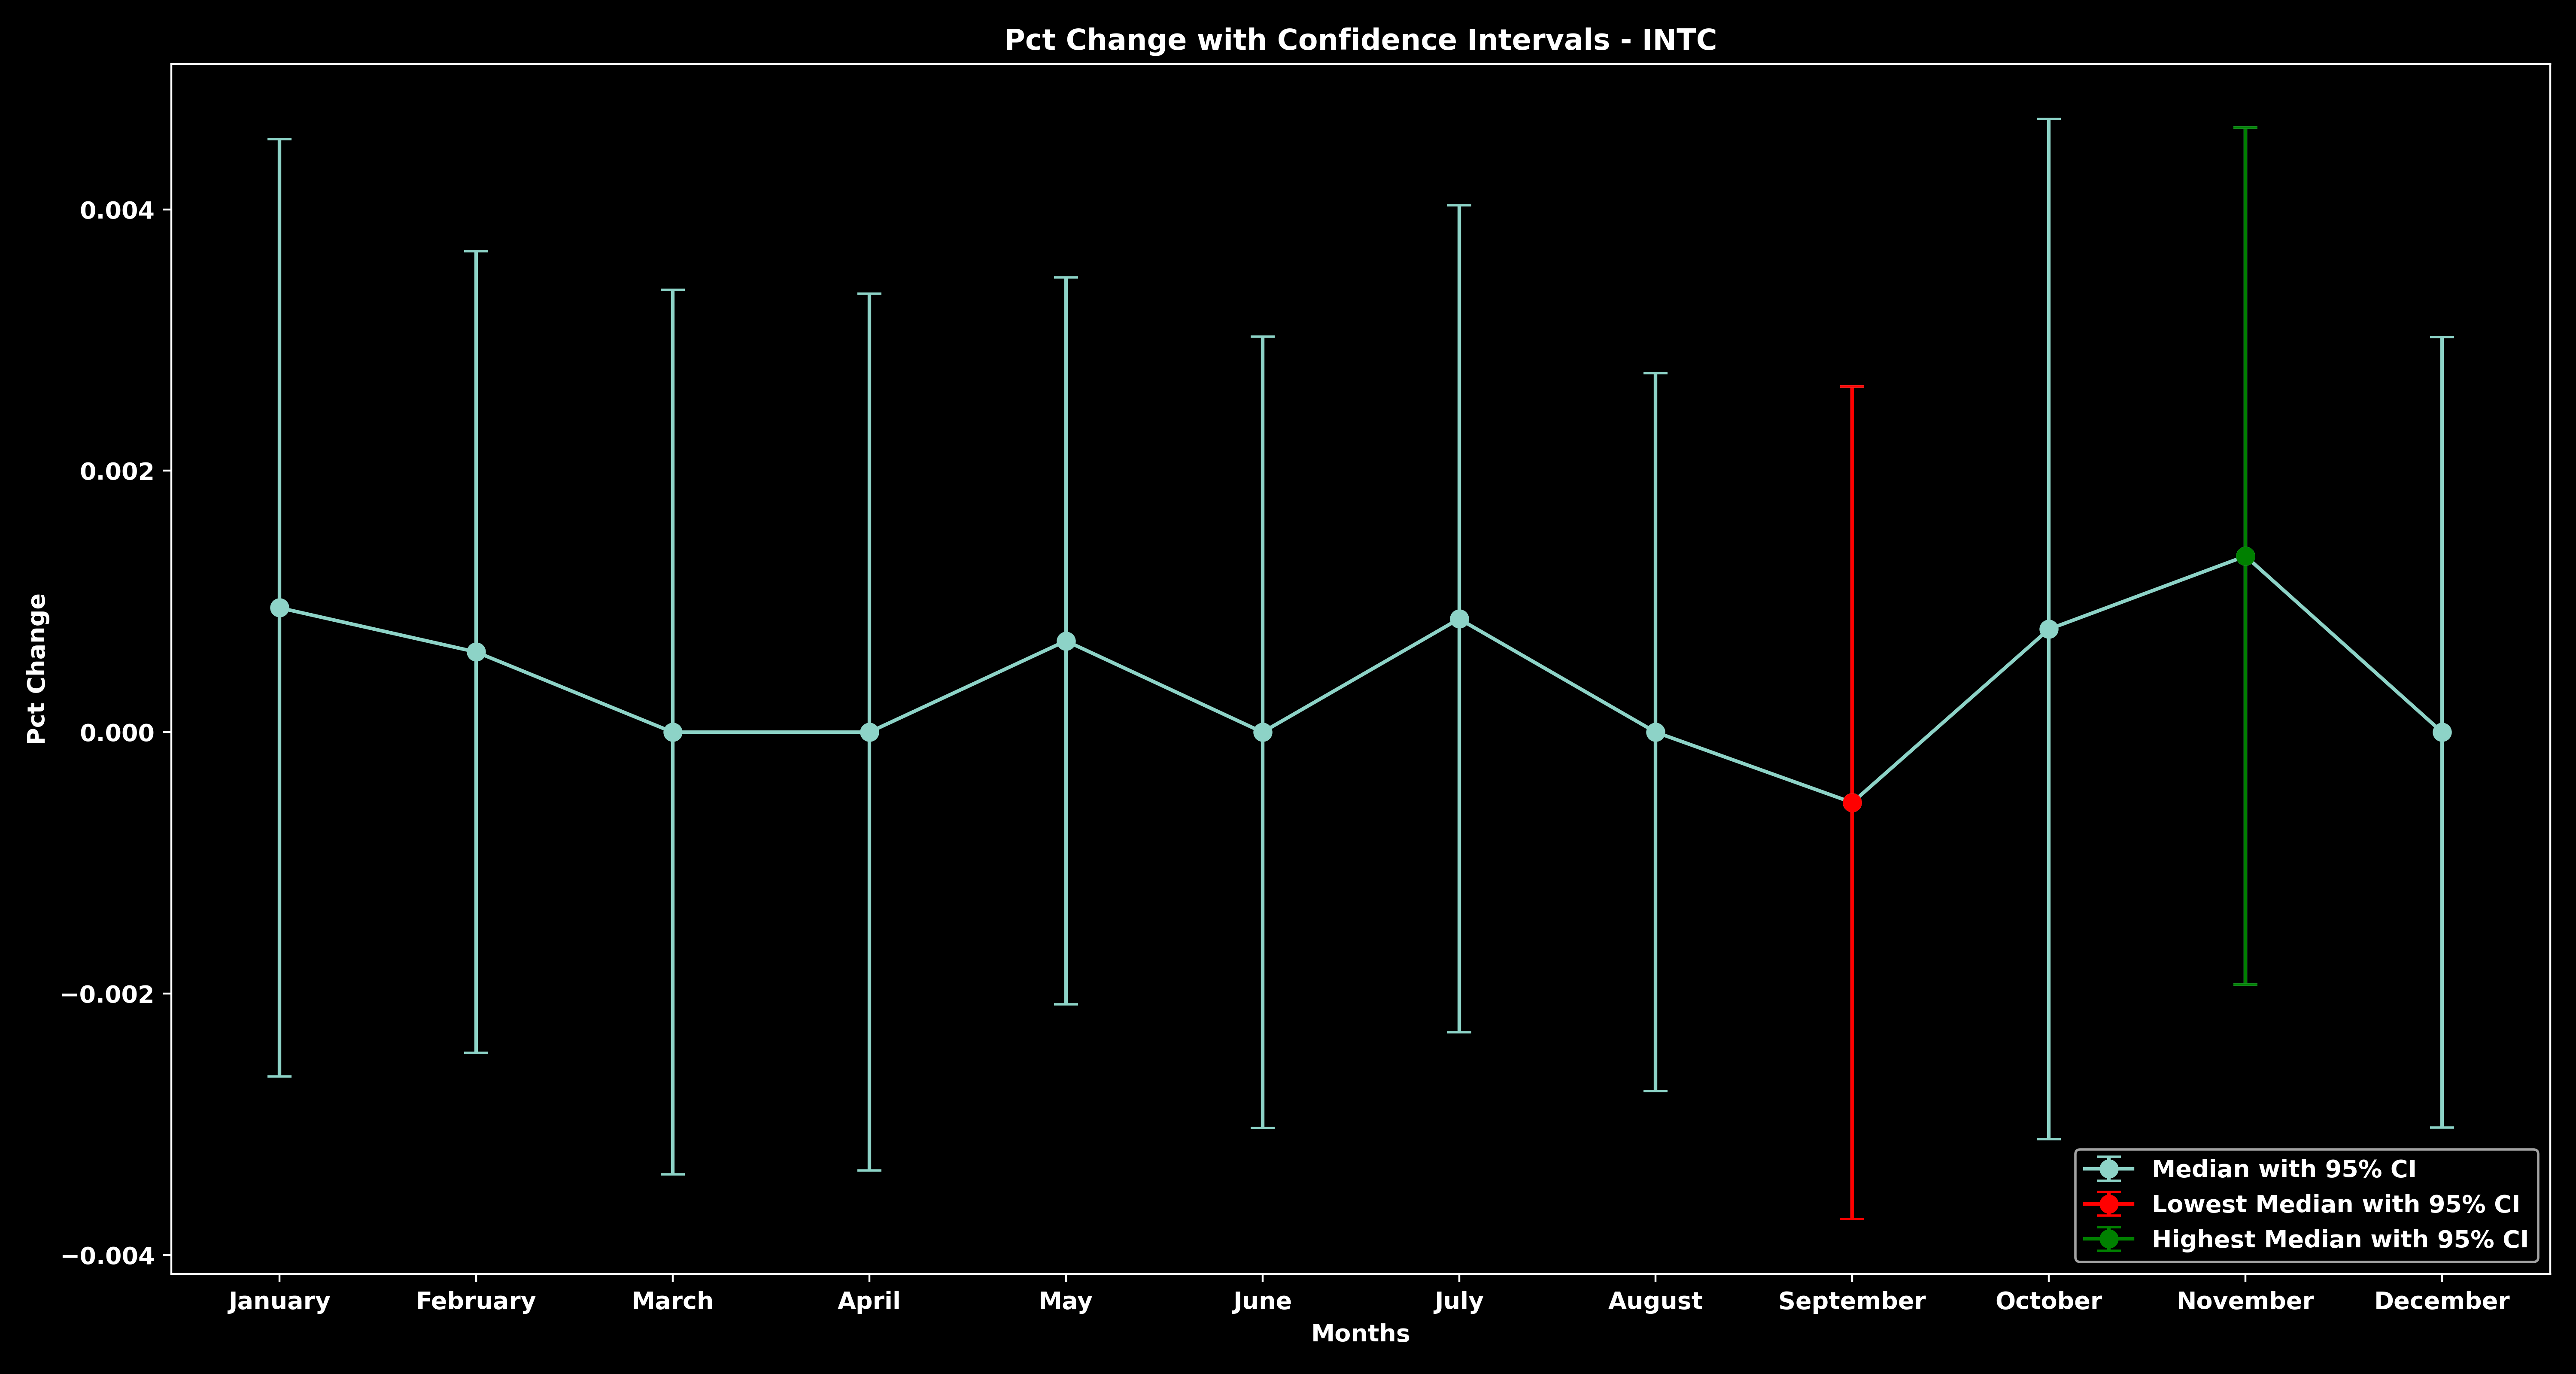 Pct Change with Confidence Intervals - INTC
Pct Change
0.004
0.002
0.000
−0.002
−0.004
Median with 95% CI
Lowest Median with 95% CI
Highest Median with 95% CI
January February March April May June July August September October November December
Months